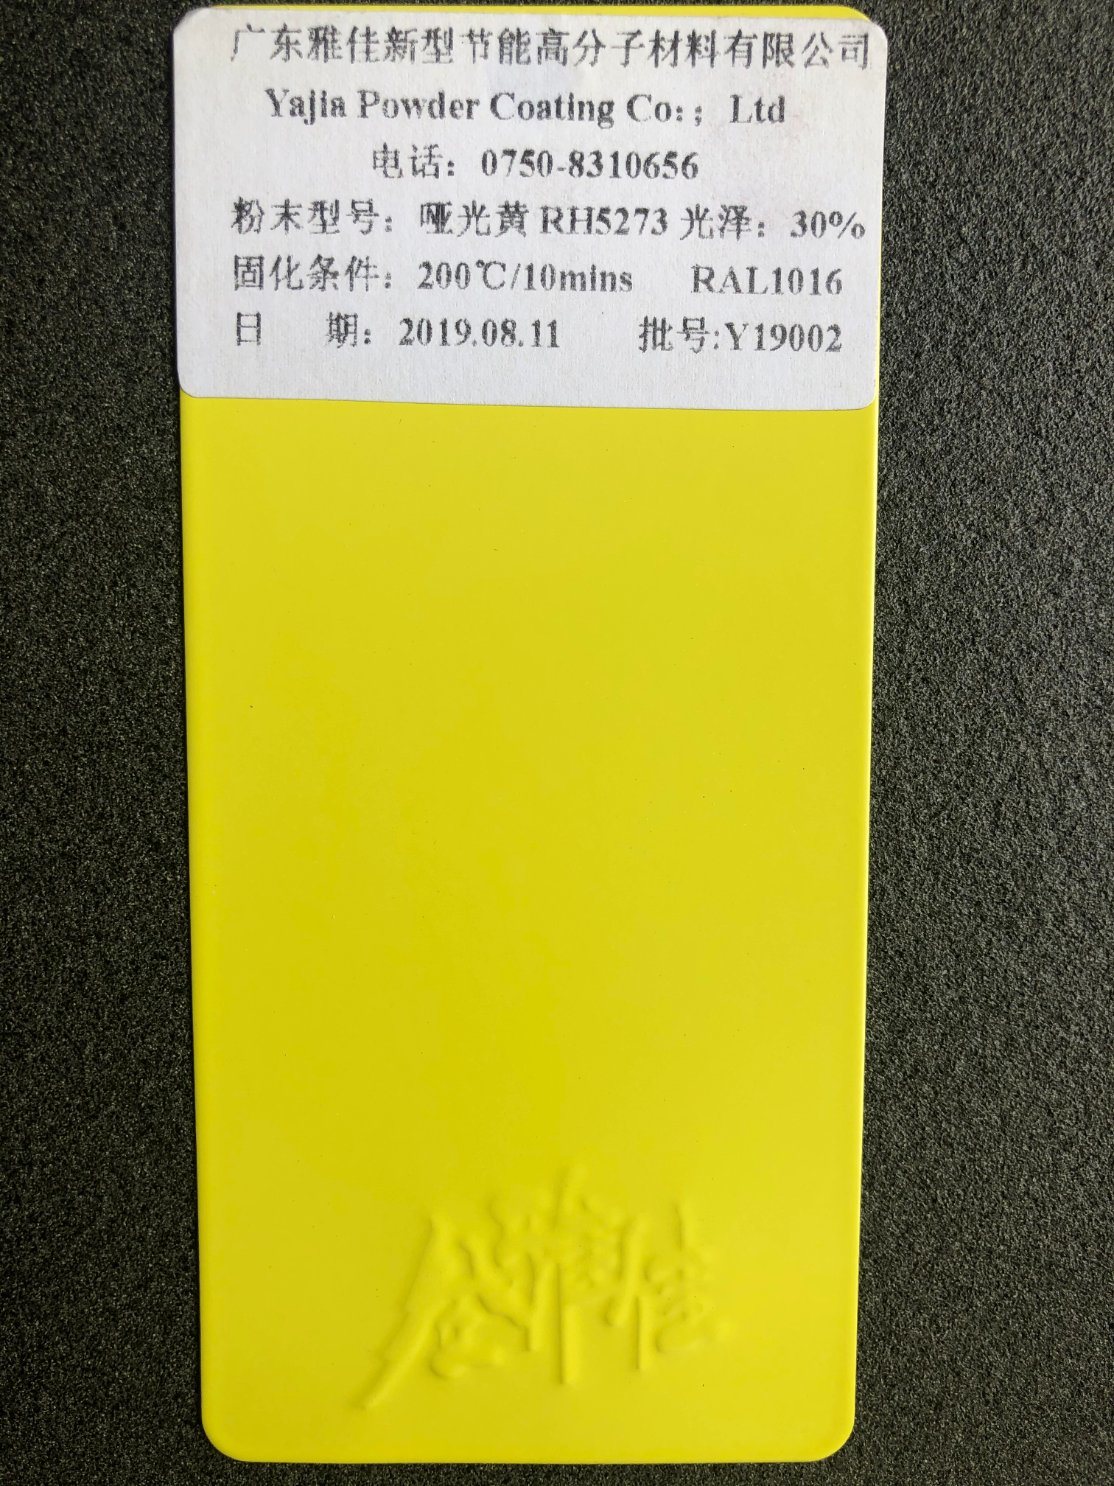 广东雅佳新型节能高分子材料有限公司
Yajia Powder Coating Co:; Ltd
电话：0750-8310656
粉末型号：哑光黄 RH5273 光泽：30%
固化条件：200℃/10mins RAL1016
日 期：2019.08.11 批号:Y19002